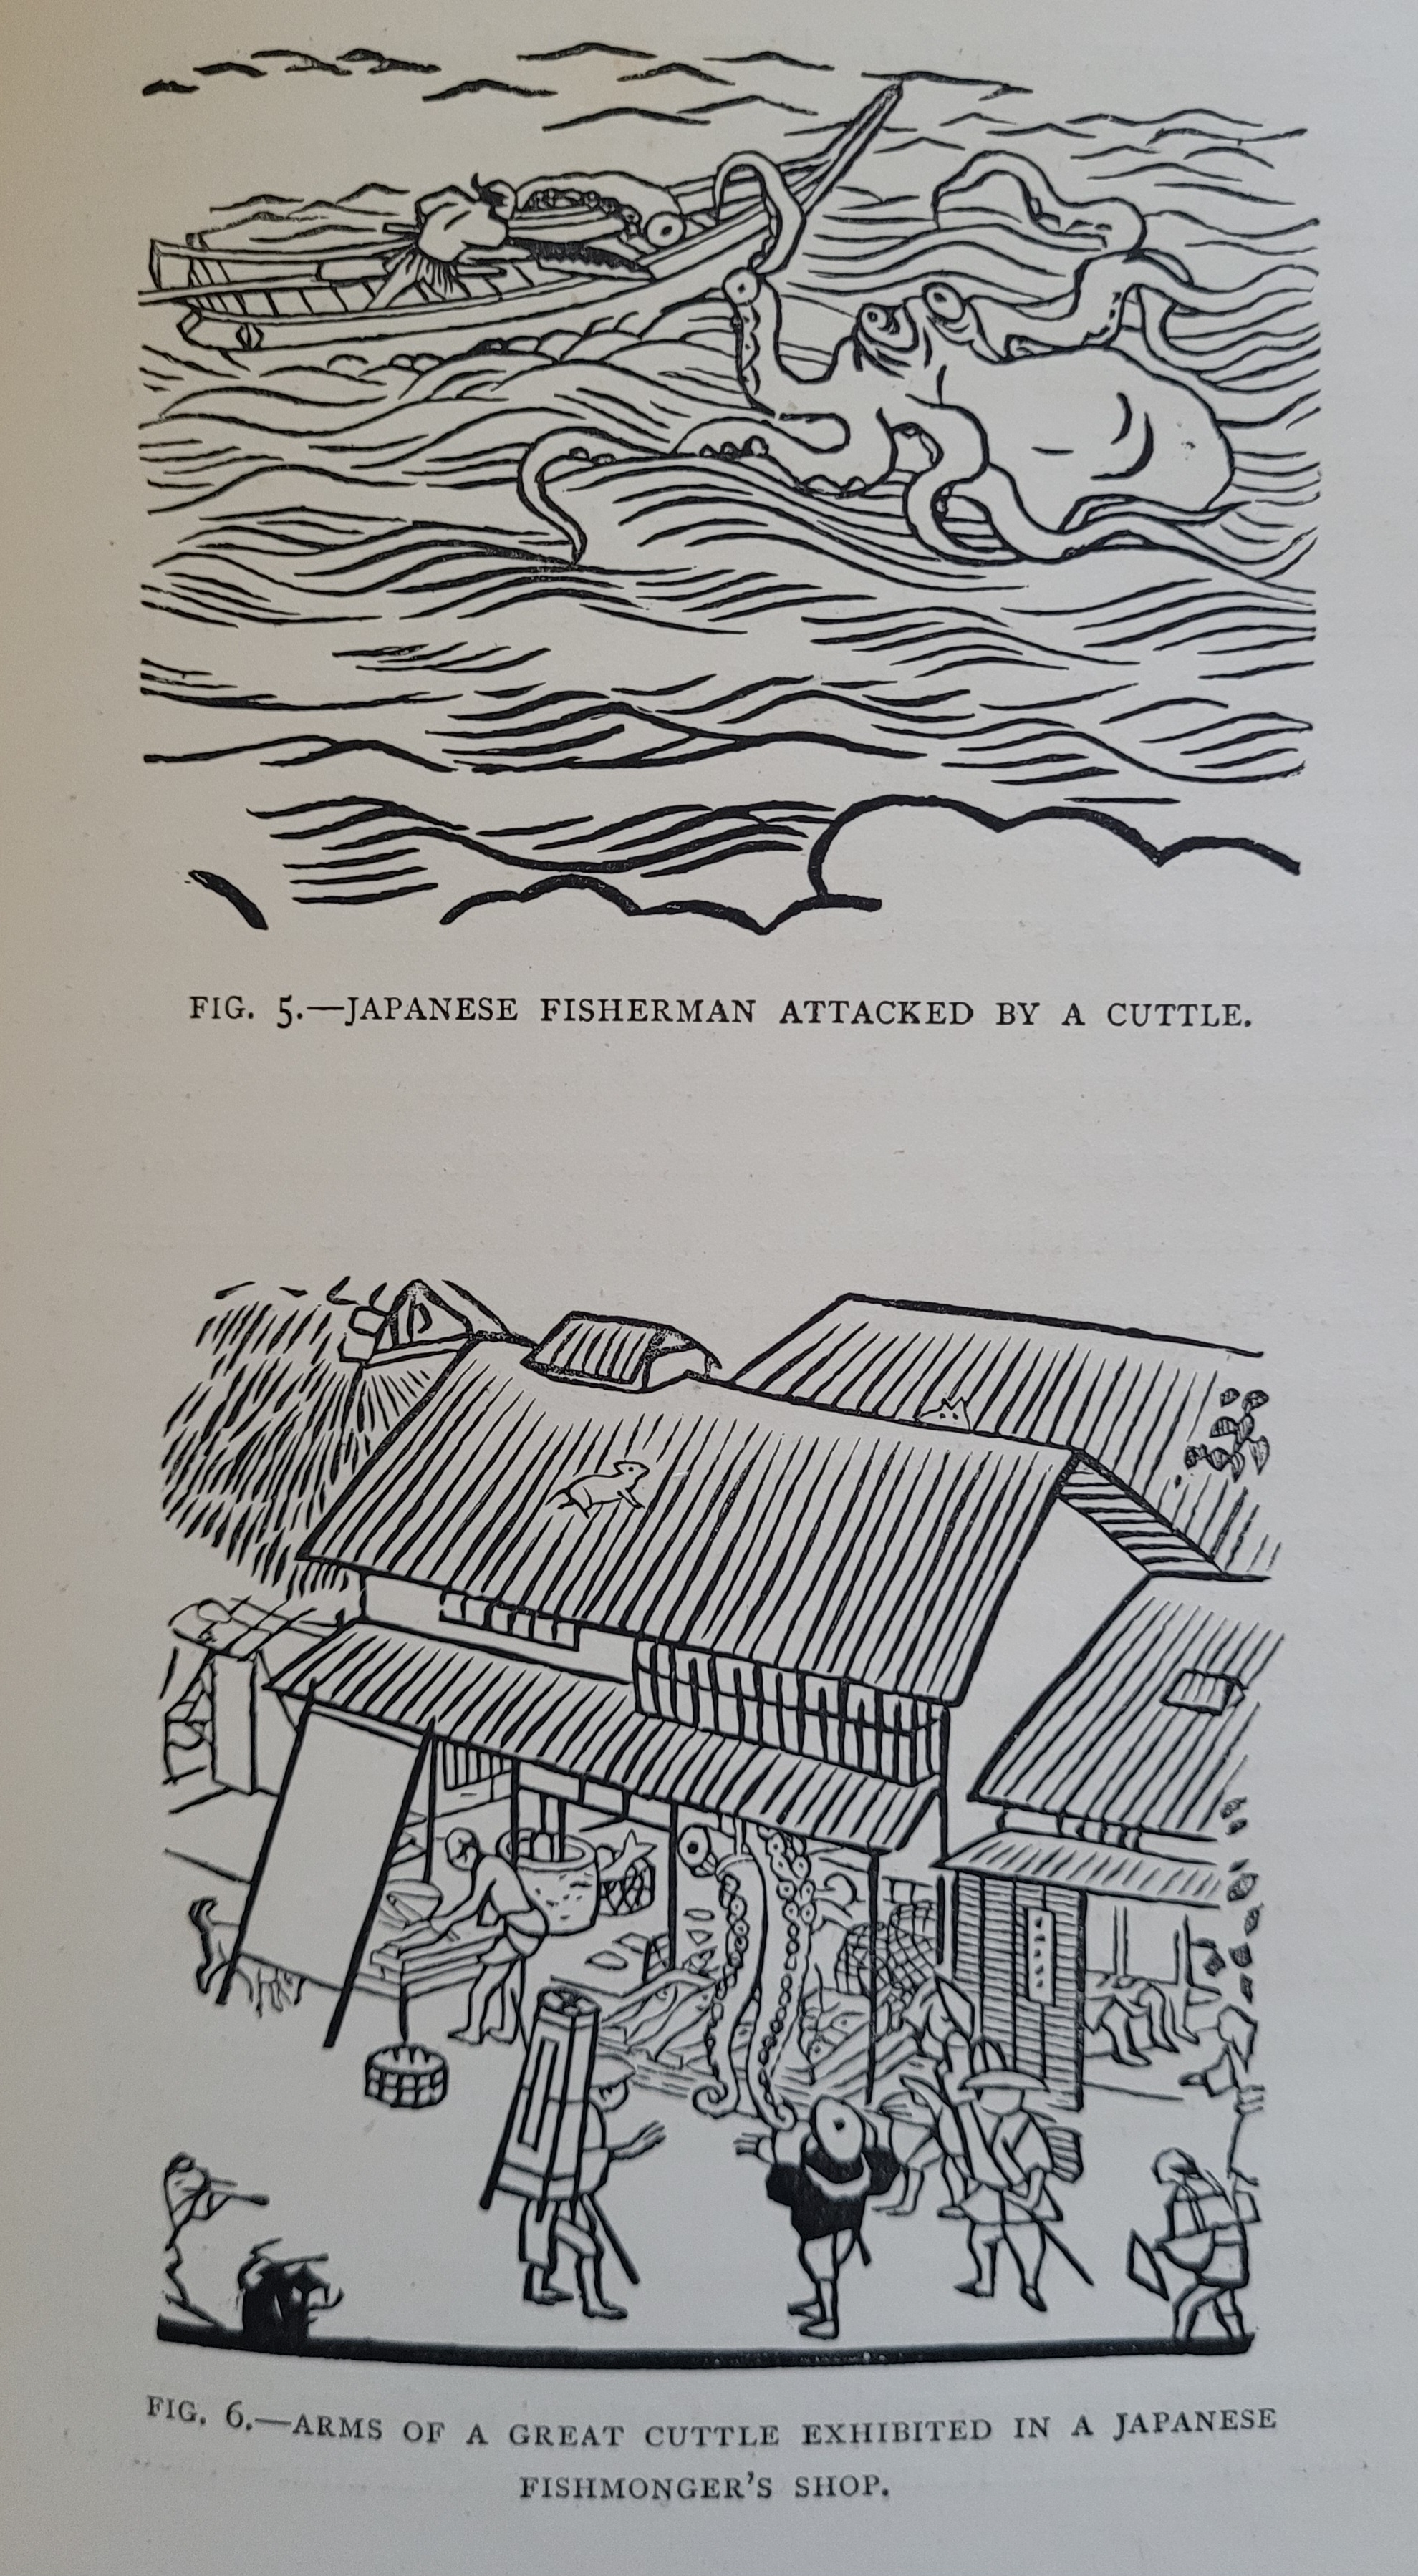 FIG. 5.—JAPANESE FISHERMAN ATTACKED BY A CUTTLE.
FIG. 6.—ARMS OF A GREAT CUTTLE EXHIBITED IN A JAPANESE
FISHMONGER'S SHOP.